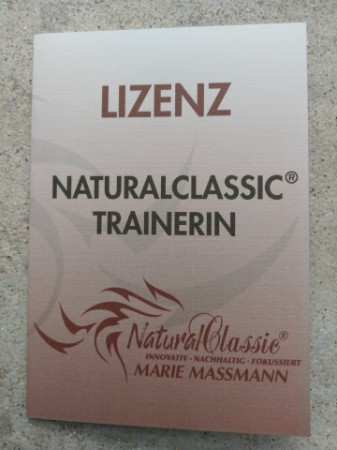 LIZENZ
NATURALCLASSIC®
TRAINERIN
NaturalClassic®
INNOVATIV · NACHHALTIG · FOKUSSIERT
MARIE MASSMANN